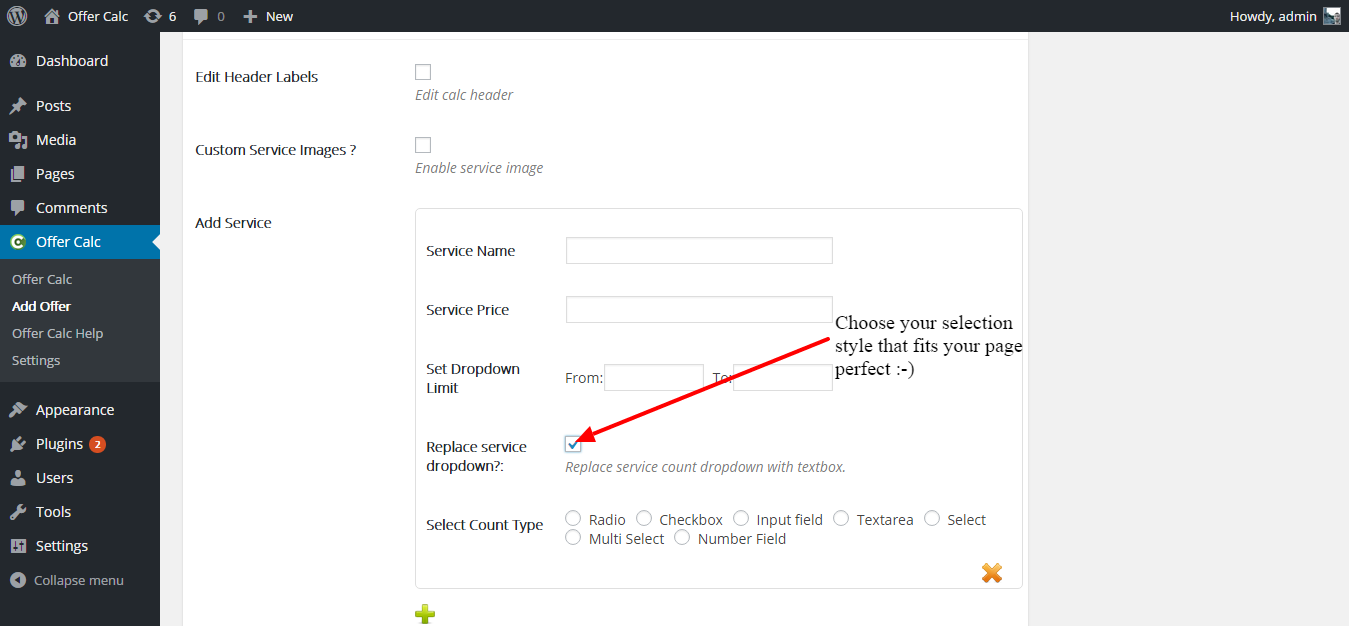 Offer Calc 6 0 New Howdy, admin
Dashboard
Posts
Media
Pages
Comments
Offer Calc
Offer Calc
Add Offer
Offer Calc Help
Settings
Appearance
Plugins 2
Users
Tools
Settings
Collapse menu
Edit Header Labels
Edit calc header
Custom Service Images ?
Enable service image
Add Service
Service Name
Service Price
Choose your selection
style that fits your page
perfect :-)
Set Dropdown
Limit
From: To:
Replace service
dropdown?:
Replace service count dropdown with textbox.
Select Count Type
Radio Checkbox Input field Textarea Select
Multi Select Number Field